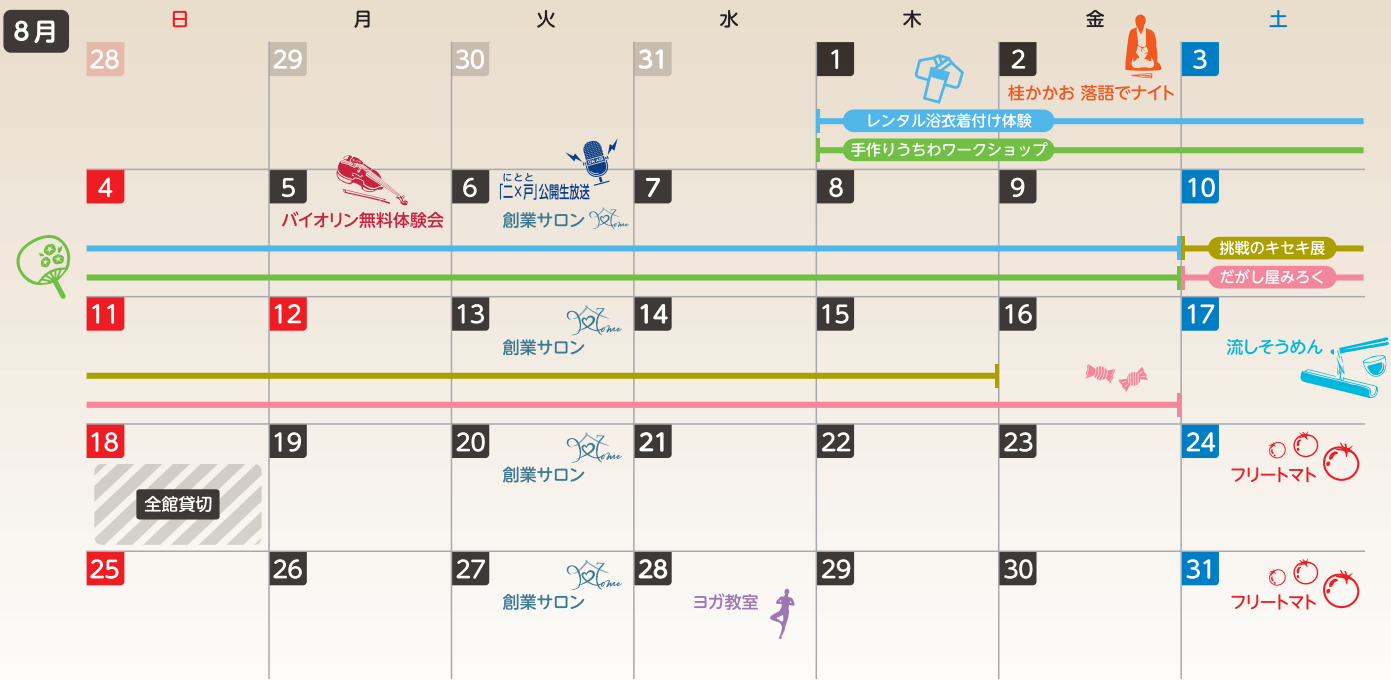 8月
日 月 火 水 木 金 土
28 29 30 31 1 2 3
桂かかお 落語でナイト
レンタル浴衣着付け体験
手作りうちわワークショップ
4 5 6 7 8 9 10
ON AIR
にとと
「二×戸」公開生放送
バイオリン無料体験会
創業サロン
挑戦のキセキ展
だがし屋みろく
11 12 13 14 15 16 17
創業サロン
流しそうめん
18 19 20 21 22 23 24
創業サロン
フリートマト
全館貸切
25 26 27 28 29 30 31
創業サロン
ヨガ教室
フリートマト